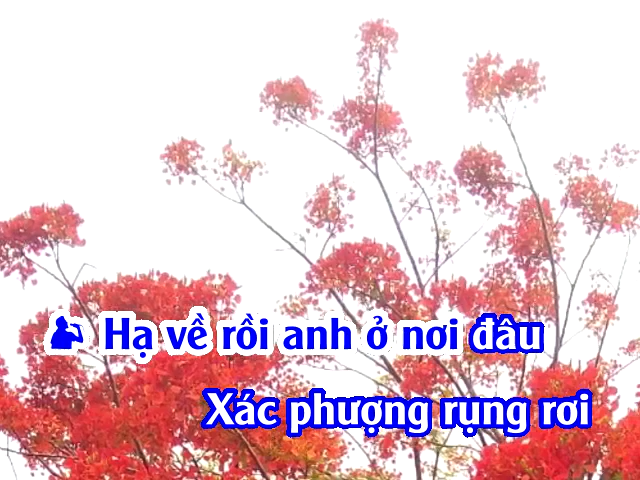 Hạ về rồi anh ở nơi đâu
Xác phượng rụng rơi